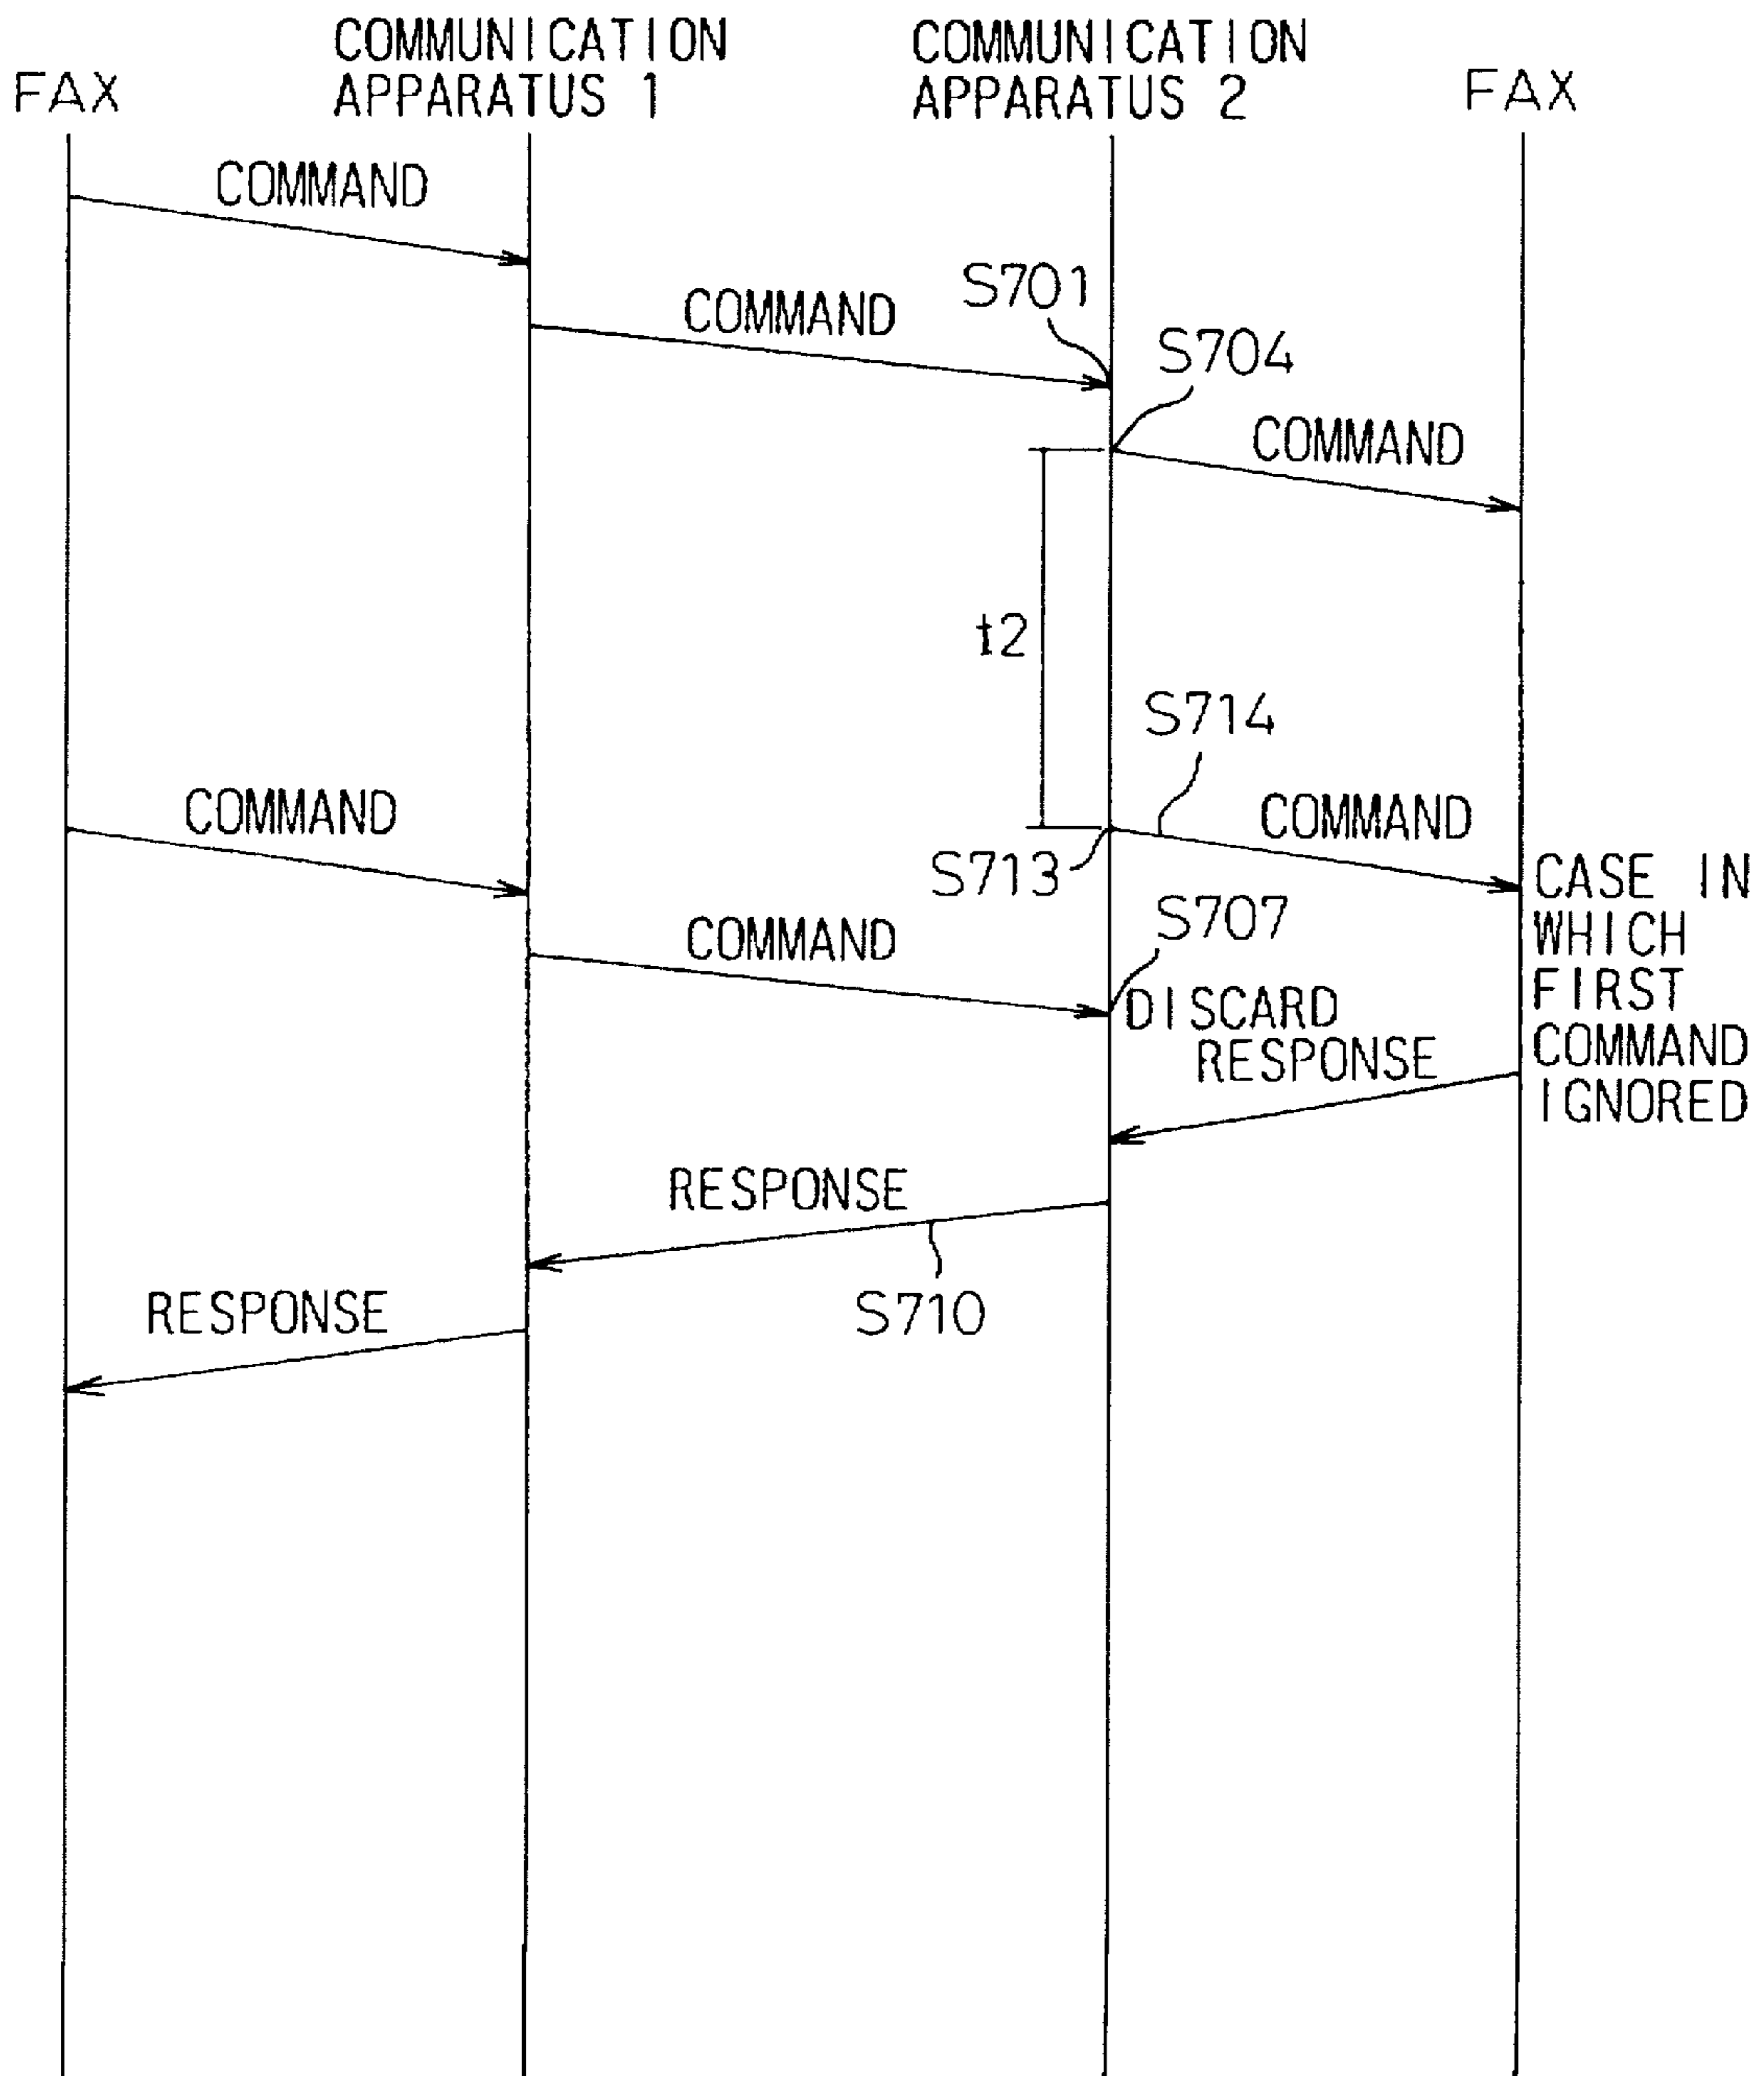 FAX
COMMUNICATION
APPARATUS 1
COMMUNICATION
APPARATUS 2
FAX
COMMAND
COMMAND
S701
S704
COMMAND
t2
S714
COMMAND
COMMAND
S713
CASE IN
WHICH
FIRST
COMMAND
IGNORED
COMMAND
S707
DISCARD
RESPONSE
RESPONSE
S710
RESPONSE